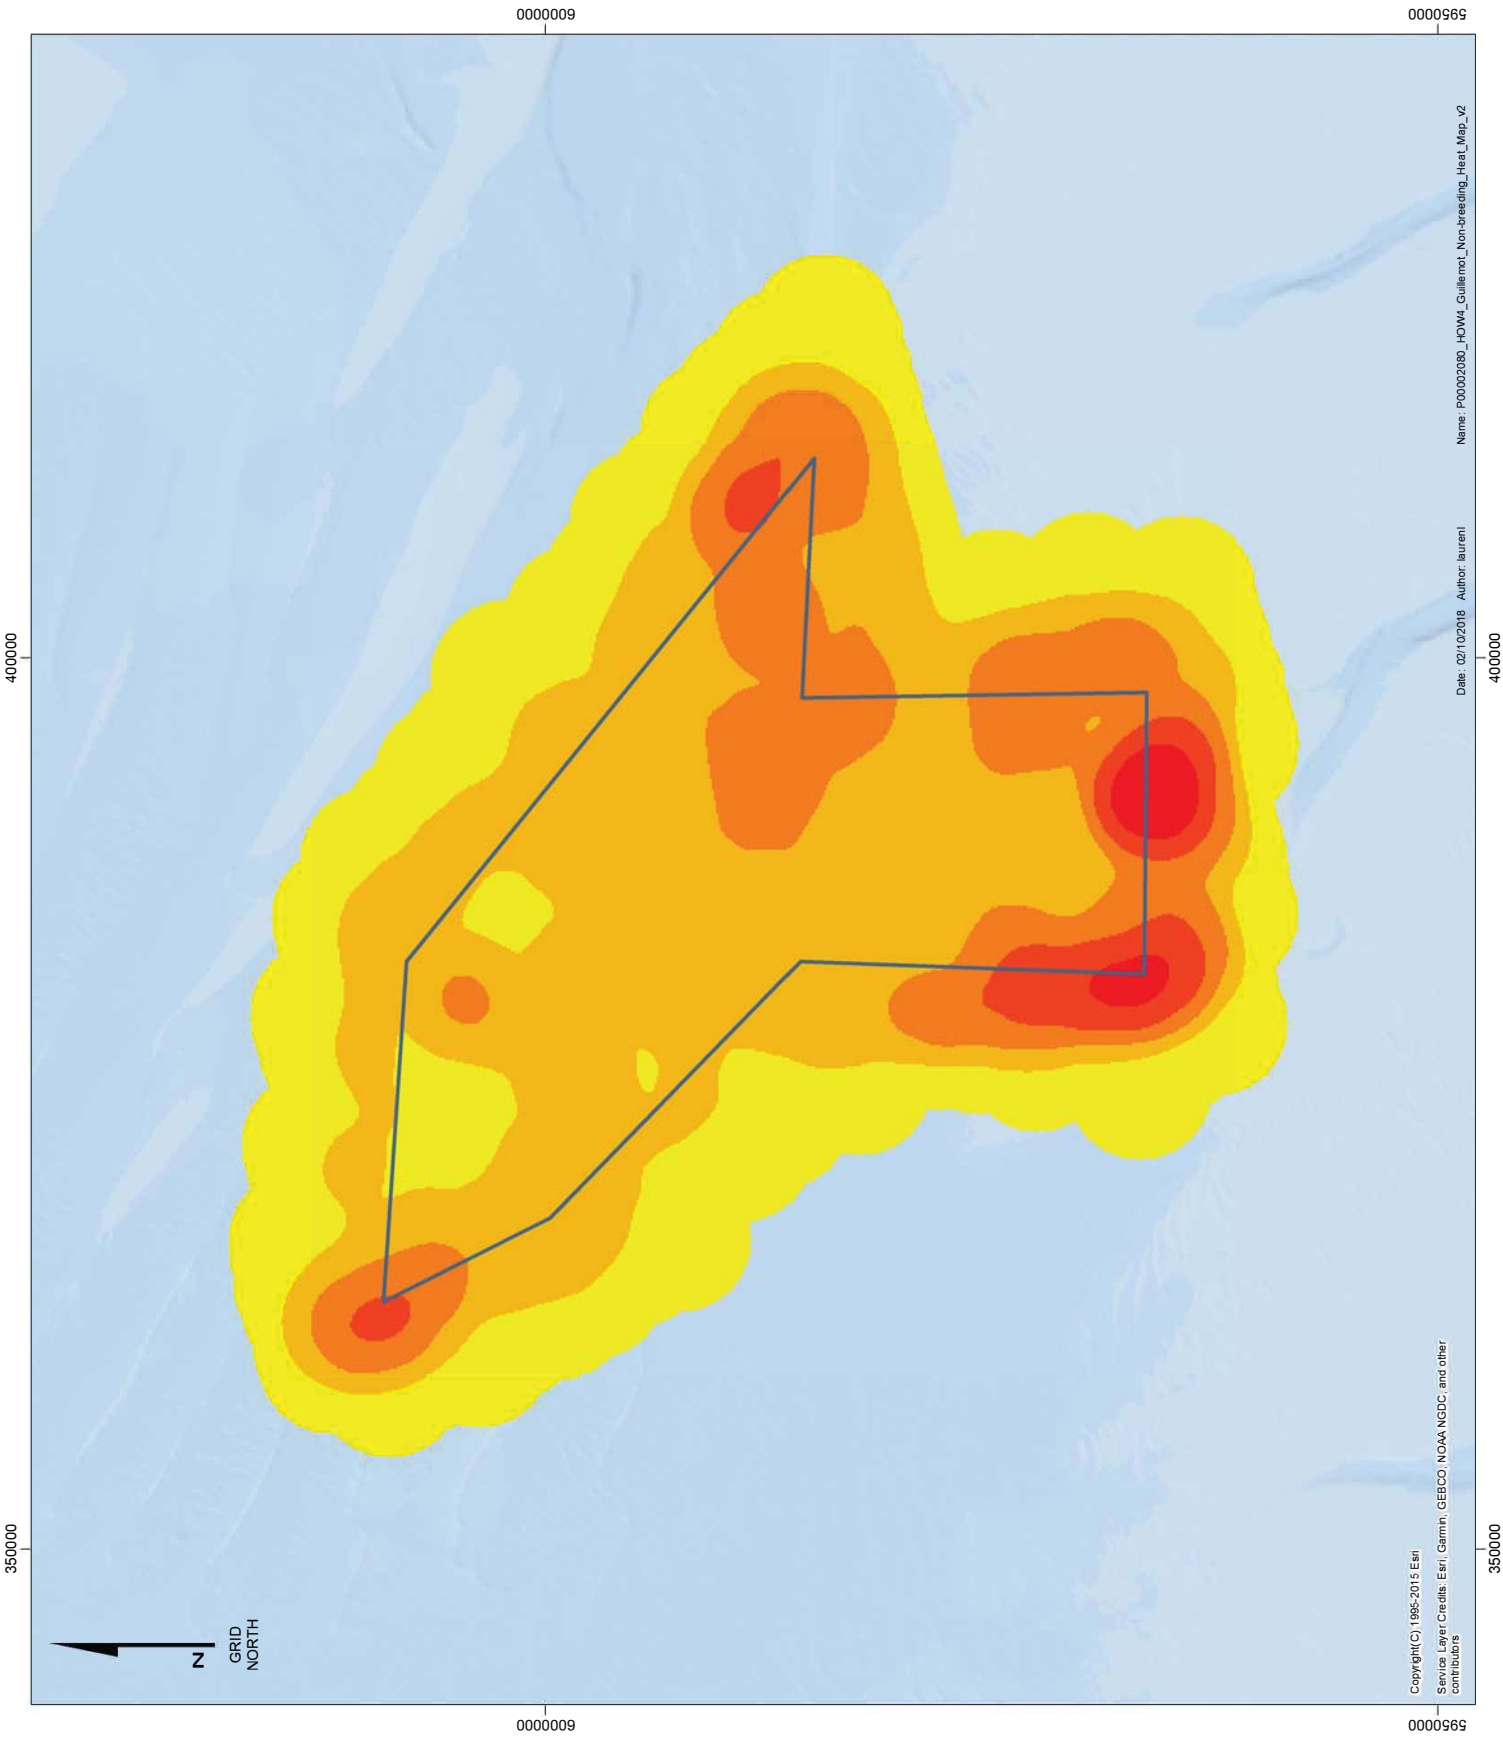 6000000
5950000
400000
350000
N
GRID
NORTH
400000
350000
6000000
5950000
Copyright(C) 1995-2015 Esri
Service Layer Credits: Esri, Garmin, GEBCO, NOAA NGDC, and other
contributors
Date: 02/10/2018 Author: laurenl Name: P00002080_HOW4_Guillemot_Non-breeding_Heat_Map_v2